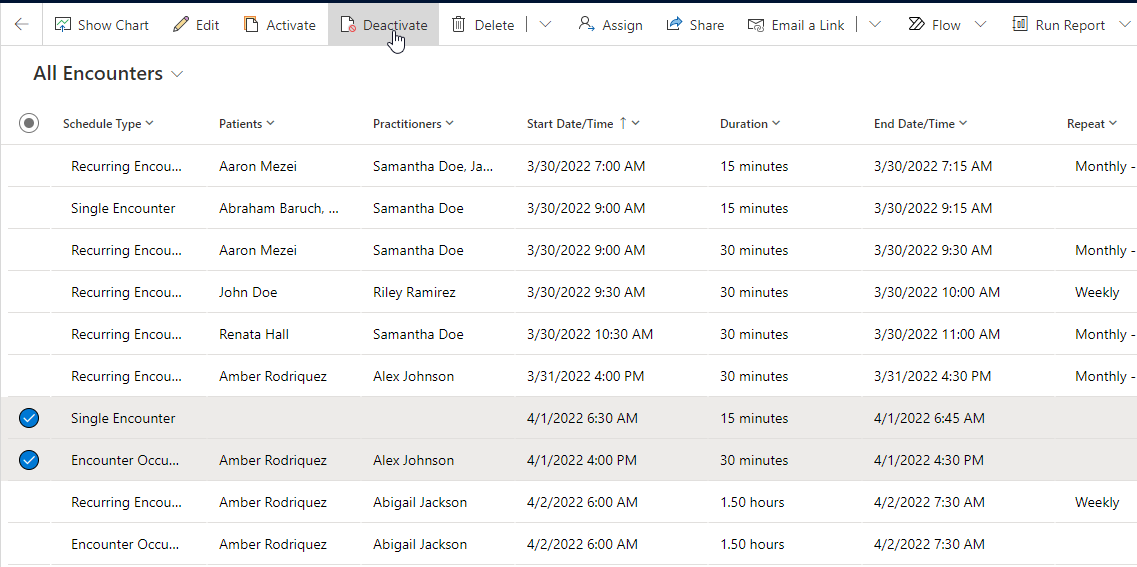 Show Chart Edit Activate Deactivate Delete Assign Share Email a Link Flow Run Report
All Encounters
Schedule Type Patients Practitioners Start Date/Time ↑ Duration End Date/Time Repeat
Recurring Encou... Aaron Mezei Samantha Doe, Ja... 3/30/2022 7:00 AM 15 minutes 3/30/2022 7:15 AM Monthly -
Single Encounter Abraham Baruch, ... Samantha Doe 3/30/2022 9:00 AM 15 minutes 3/30/2022 9:15 AM
Recurring Encou... Aaron Mezei Samantha Doe 3/30/2022 9:00 AM 30 minutes 3/30/2022 9:30 AM Monthly -
Recurring Encou... John Doe Riley Ramirez 3/30/2022 9:30 AM 30 minutes 3/30/2022 10:00 AM Weekly
Recurring Encou... Renata Hall Samantha Doe 3/30/2022 10:30 AM 30 minutes 3/30/2022 11:00 AM Monthly -
Recurring Encou... Amber Rodriquez Alex Johnson 3/31/2022 4:00 PM 30 minutes 3/31/2022 4:30 PM Monthly -
Single Encounter 4/1/2022 6:30 AM 15 minutes 4/1/2022 6:45 AM
Encounter Occu... Amber Rodriquez Alex Johnson 4/1/2022 4:00 PM 30 minutes 4/1/2022 4:30 PM
Recurring Encou... Amber Rodriquez Abigail Jackson 4/2/2022 6:00 AM 1.50 hours 4/2/2022 7:30 AM Weekly
Encounter Occu... Amber Rodriquez Abigail Jackson 4/2/2022 6:00 AM 1.50 hours 4/2/2022 7:30 AM